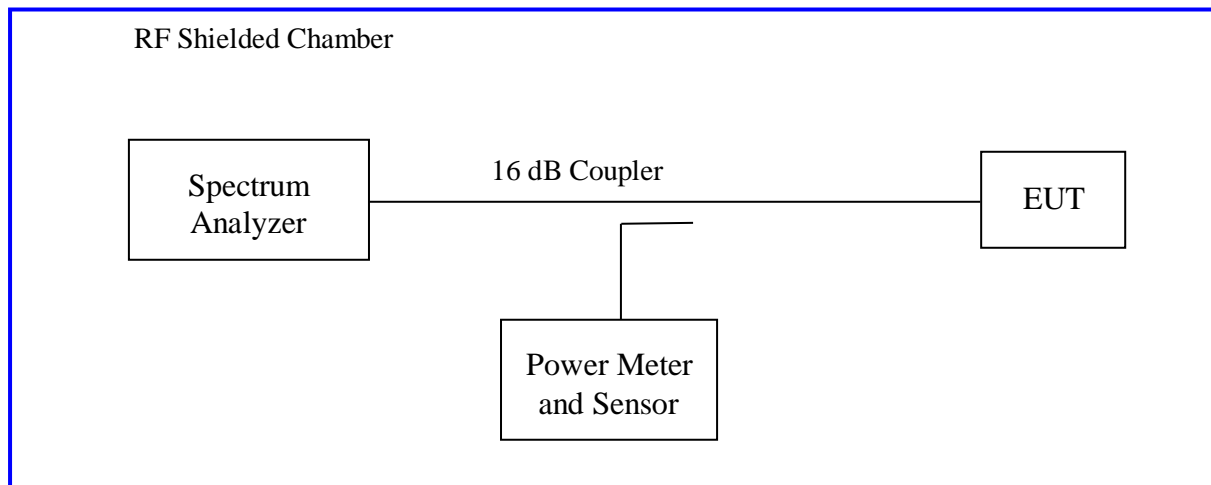 RF Shielded Chamber
16 dB Coupler
Spectrum
Analyzer
EUT
Power Meter
and Sensor